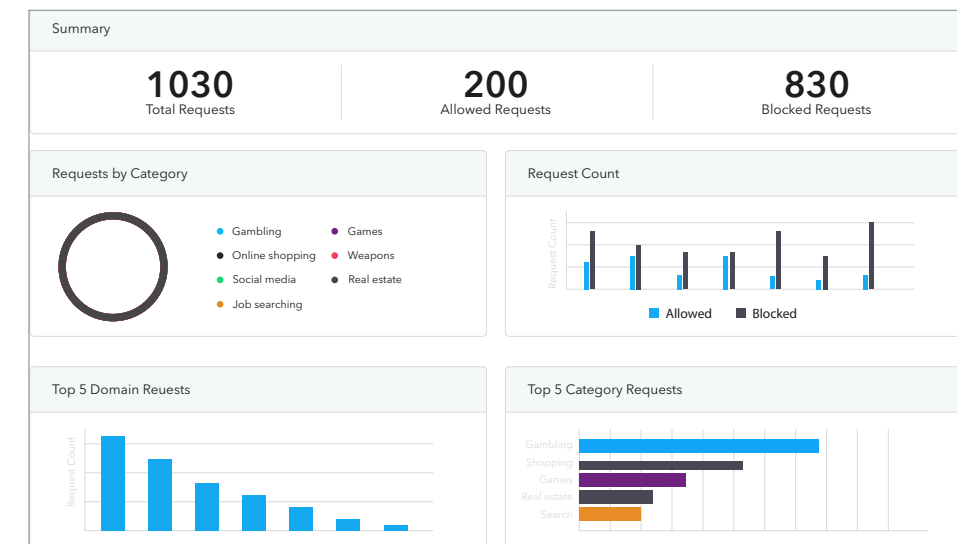 Summary
1030
Total Requests
200
Allowed Requests
830
Blocked Requests
Requests by Category
Gambling
Games
Online shopping
Weapons
Social media
Real estate
Job searching
Request Count
Request Count
Allowed
Blocked
Top 5 Domain Reuests
Request Count
Top 5 Category Requests
Gambling
Shopping
Games
Real estate
Search